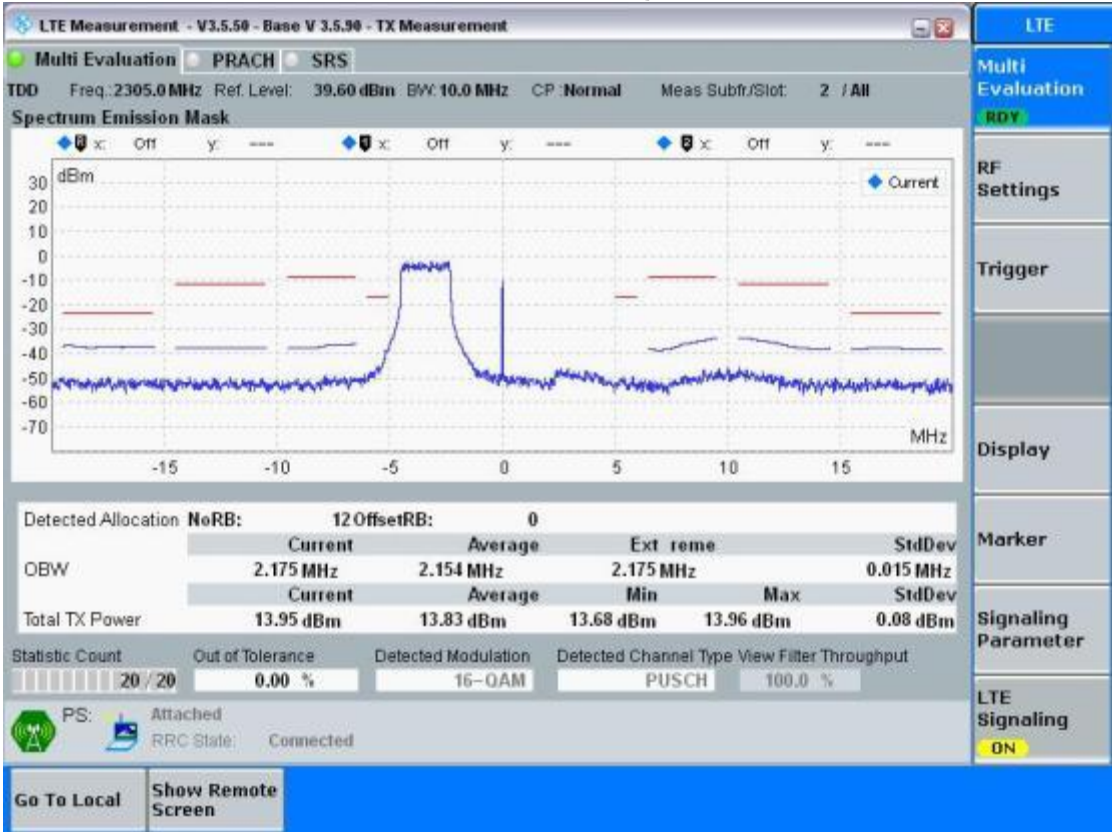 LTE Measurement - V3.5.50 - Base V 3.5.90 - TX Measurement
LTE
Multi Evaluation PRACH SRS
TDD Freq.:2305.0 MHz Ref. Level: 39.60 dBm BW: 10.0 MHz CP :Normal Meas Subfr./Slot: 2 / All
Spectrum Emission Mask
x: Off y: --- x: Off y: --- x: Off y: ---
dBm
Current
30
20
10
0
-10
-20
-30
-40
-50
-60
-70
MHz
-15 -10 -5 0 5 10 15
Detected Allocation NoRB: 12 OffsetRB: 0
Current Average Ext reme StdDev
OBW 2.175 MHz 2.154 MHz 2.175 MHz 0.015 MHz
Current Average Min Max StdDev
Total TX Power 13.95 dBm 13.83 dBm 13.68 dBm 13.96 dBm 0.08 dBm
Statistic Count Out of Tolerance Detected Modulation Detected Channel Type View Filter Throughput
20 / 20 0.00 % 16-QAM PUSCH 100.0 %
PS: Attached
RRC State: Connected
Multi
Evaluation
RDY
RF
Settings
Trigger
Display
Marker
Signaling
Parameter
LTE
Signaling
ON
Go To Local
Show Remote
Screen